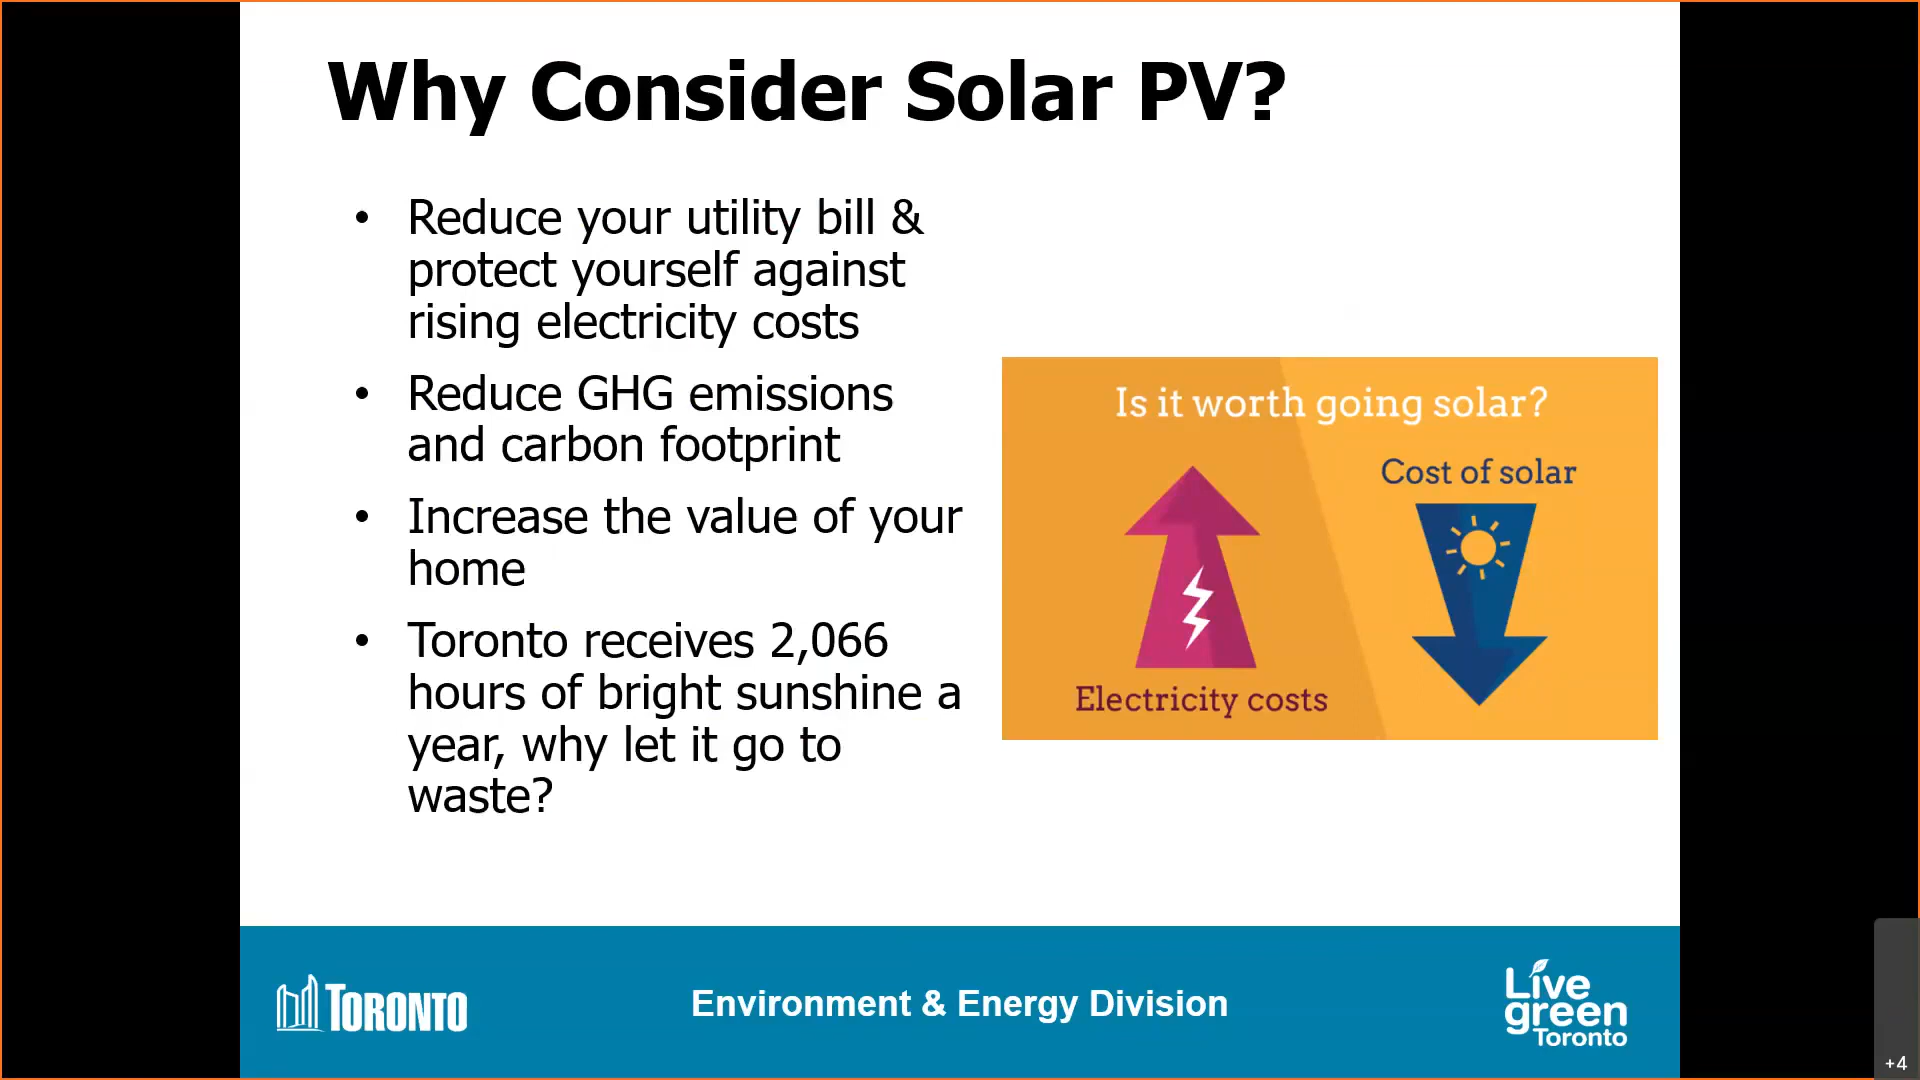 Why Consider Solar PV?
• Reduce your utility bill &
protect yourself against
rising electricity costs
• Reduce GHG emissions
and carbon footprint
• Increase the value of your
home
• Toronto receives 2,066
hours of bright sunshine a
year, why let it go to
waste?
Is it worth going solar?
Cost of solar
Electricity costs
TORONTO
Environment & Energy Division
Live
green
Toronto
+4